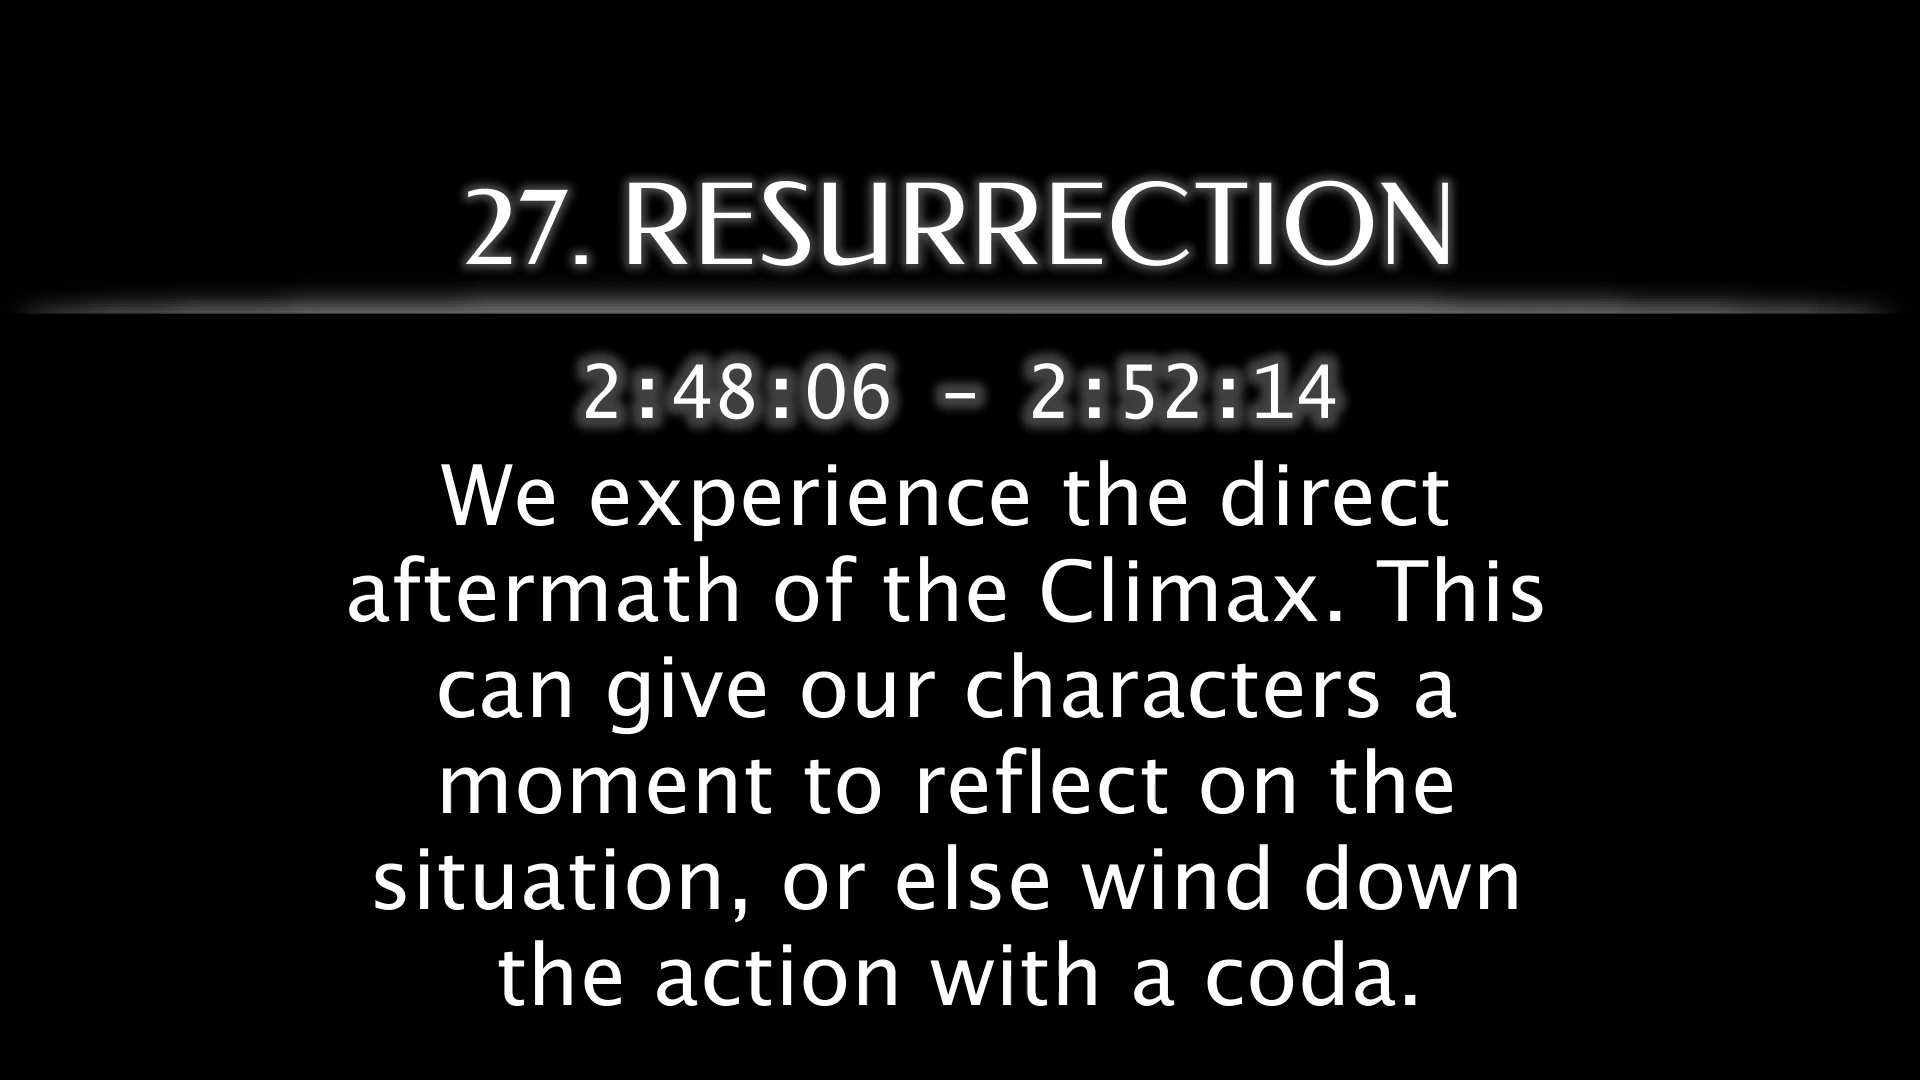 27. RESURRECTION
2:48:06 – 2:52:14
We experience the direct
aftermath of the Climax. This
can give our characters a
moment to reflect on the
situation, or else wind down
the action with a coda.